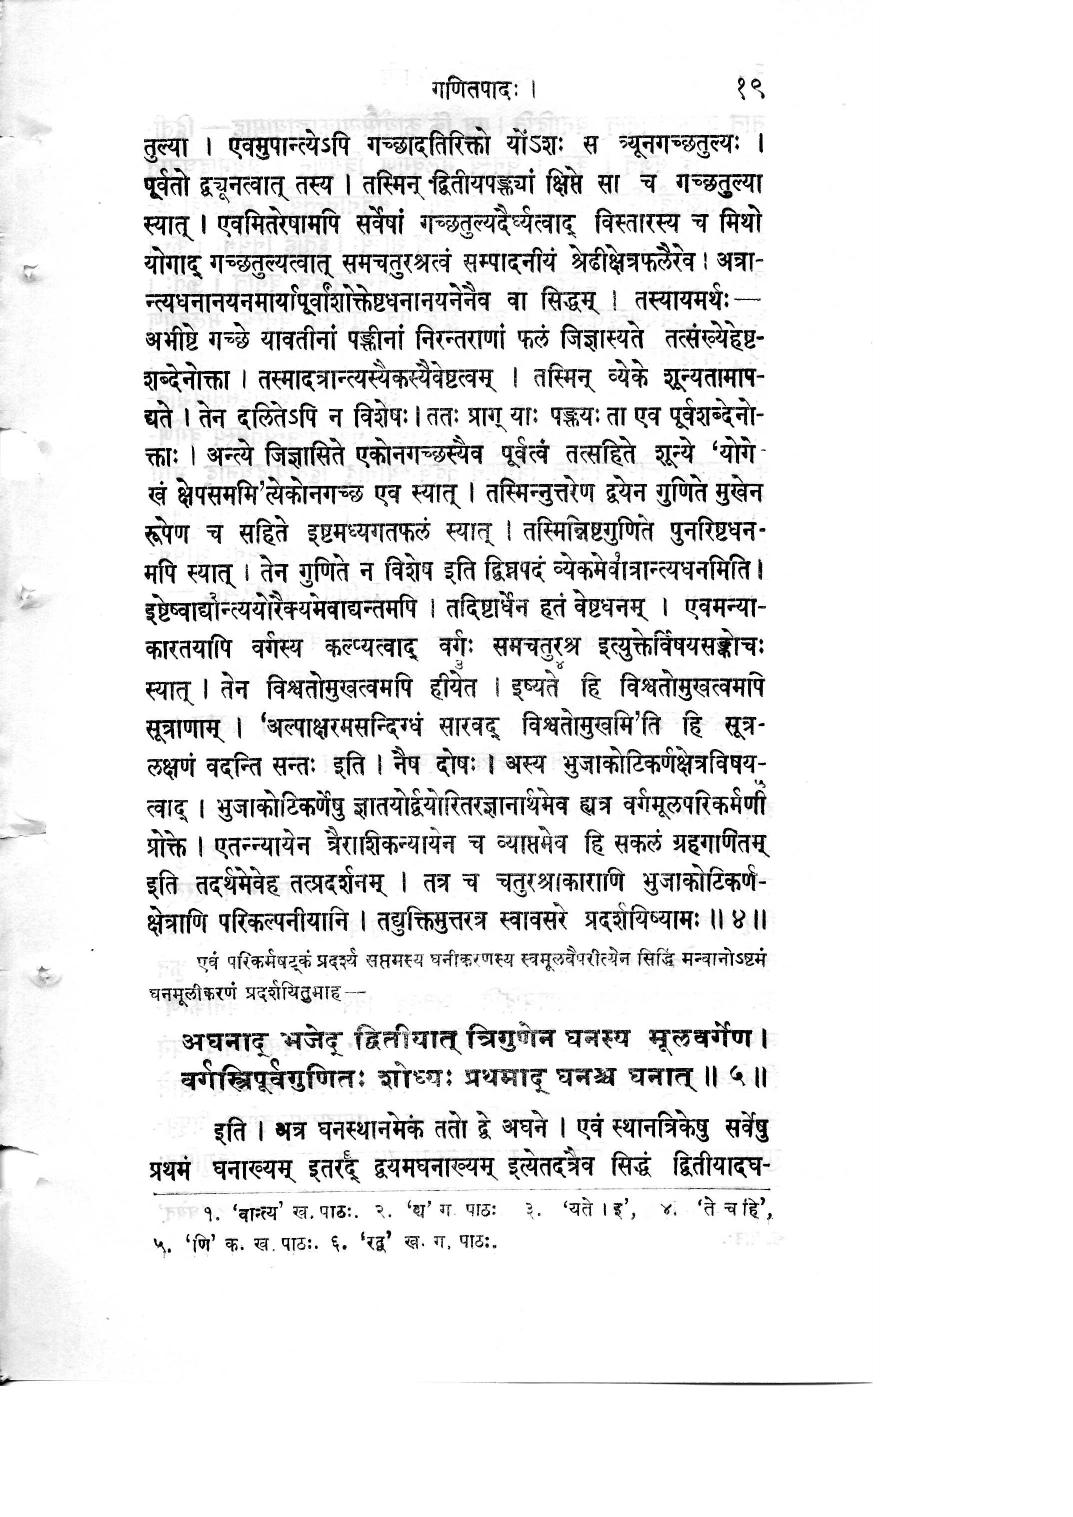 गणितपादः ।
१९
तुल्या । एवमुपान्त्येऽपि गच्छादतिरिक्तो योंऽशः स त्र्यूनगच्छतुल्यः ।
पूर्वतो द्व्यूनत्वात् तस्य । तस्मिन् द्वितीयपङ्क्त्यां क्षिप्ते सा च गच्छतुल्या
स्यात् । एवमितरेषामपि सर्वेषां गच्छतुल्यदैर्घ्यत्वाद् विस्तारस्य च मिथो
योगाद् गच्छतुल्यत्वात् समचतुरश्रत्वं सम्पादनीयं श्रेढीक्षेत्रफलैरेव । अत्रा-
न्त्यधनानयनमार्यापूर्वांशोक्तेष्टधनानयनेनैव वा सिद्धम् । तस्यायमर्थः—
अभीष्टे गच्छे यावतीनां पङ्क्तीनां निरन्तराणां फलं जिज्ञास्यते तत्संख्येहेष्ट-
शब्देनोक्ता । तस्मादत्रान्त्यस्यैकस्यैवेष्टत्वम् । तस्मिन् व्येके शून्यतामाप-
द्यते । तेन दलितेऽपि न विशेषः । ततः प्राग् याः पङ्क्तयः ता एव पूर्वशब्देनो-
क्ताः । अन्त्ये जिज्ञासिते एकोनगच्छस्यैव पूर्वत्वं तत्सहिते शून्ये ‘योगे
खं क्षेपसममि’त्येकोनगच्छ एव स्यात् । तस्मिन्नुत्तरेण द्वयेन गुणिते मुखेन
रूपेण च सहिते इष्टमध्यगतफलं स्यात् । तस्मिन्निष्टगुणिते पुनरिष्टधन-
मपि स्यात् । तेन गुणिते न विशेष इति द्विघ्नपदं व्येकमेवात्रान्त्यधनमिति ।
इष्टेष्वाद्यान्त्ययोरैक्यमेवाद्यन्तमपि । तदिष्टार्धेन हतं वेष्टधनम् । एवमन्या-
कारतयापि वर्गस्य कल्प्यत्वाद् वर्गः समचतुरश्र इत्युक्तेर्विषयसङ्कोचः
स्यात् । तेन विश्वतोमुखत्वमपि हीयेत३ । इष्यते४ हि विश्वतोमुखत्वमपि
सूत्राणाम् । ‘अल्पाक्षरमसन्दिग्धं सारवद् विश्वतोमुखमि’ति हि सूत्र-
लक्षणं वदन्ति सन्तः इति । नैष दोषः । अस्य भुजाकोटिकर्णक्षेत्रविषय-
त्वाद् । भुजाकोटिकर्णेषु ज्ञातयोर्द्वयोरितरज्ञानार्थमेव ह्यत्र वर्गमूलपरिकर्मणी५
प्रोक्ते । एतन्न्यायेन त्रैराशिकन्यायेन च व्याप्तमेव हि सकलं ग्रहगणितम्
इति तदर्थमेवेह तत्प्रदर्शनम् । तत्र च चतुरश्राकाराणि भुजाकोटिकर्ण-
क्षेत्राणि परिकल्पनीयानि । तद्युक्तिमुत्तरत्र स्वावसरे प्रदर्शयिष्यामः ॥ ४ ॥
एवं परिकर्मषट्कं प्रदर्श्य सप्तमस्य घनीकरणस्य स्वमूलवैपरीत्येन सिद्धिं मन्वानोऽष्टमं
घनमूलीकरणं प्रदर्शयितुमाह—
अघनाद् भजेद् द्वितीयात् त्रिगुणेन घनस्य मूलवर्गेण ।
वर्गस्त्रिपूर्वगुणितः शोध्यः प्रथमाद् घनश्च घनात् ॥ ५ ॥
इति । अत्र घनस्थानमेकं ततो द्वे अघने । एवं स्थानत्रिकेषु सर्वेषु
प्रथमं घनाख्यम् इतरद्६ द्वयमघनाख्यम् इत्येतदत्रैव सिद्धं द्वितीयादघ-
१. ‘वान्त्य’ ख. पाठः. २. ‘द्य’ ग पाठः ३. ‘यते । इ’, ४. ‘ते च हि’,
५. ‘णि’ क. ख. पाठः. ६. ‘रद्व’ ख. ग. पाठः.